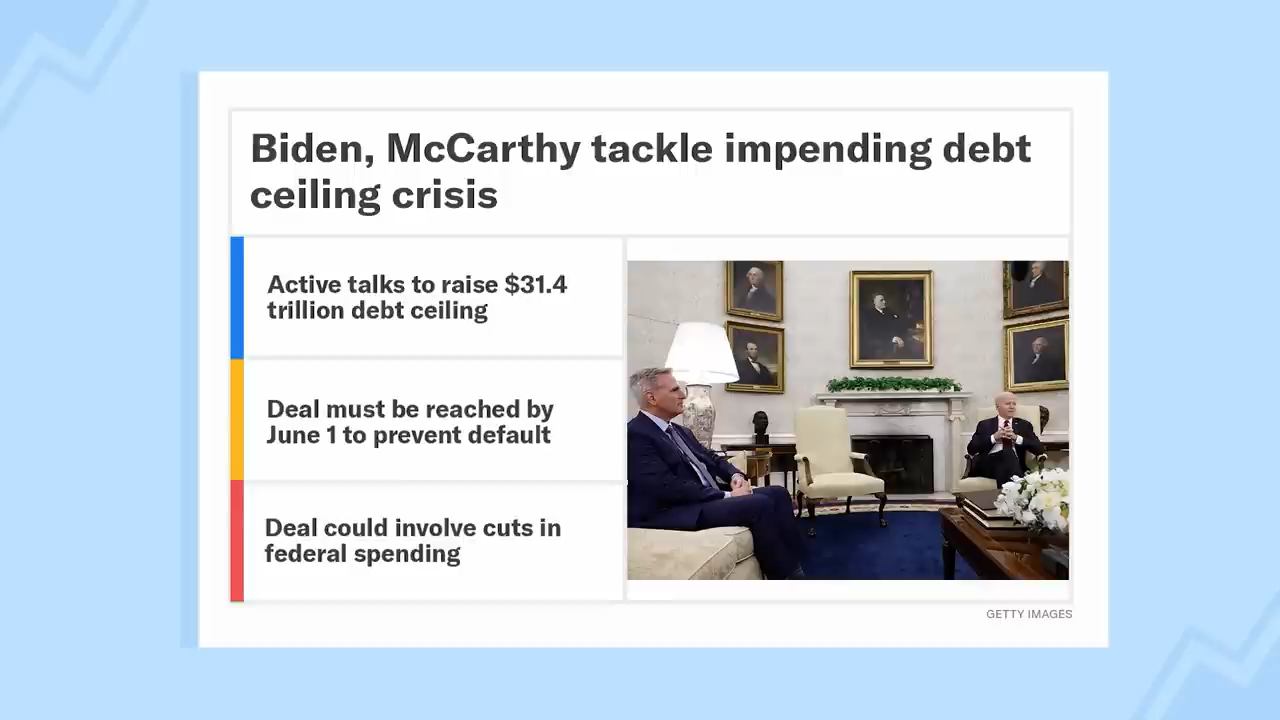 Biden, McCarthy tackle impending debt
ceiling crisis
Active talks to raise $31.4
trillion debt ceiling
Deal must be reached by
June 1 to prevent default
Deal could involve cuts in
federal spending
GETTY IMAGES